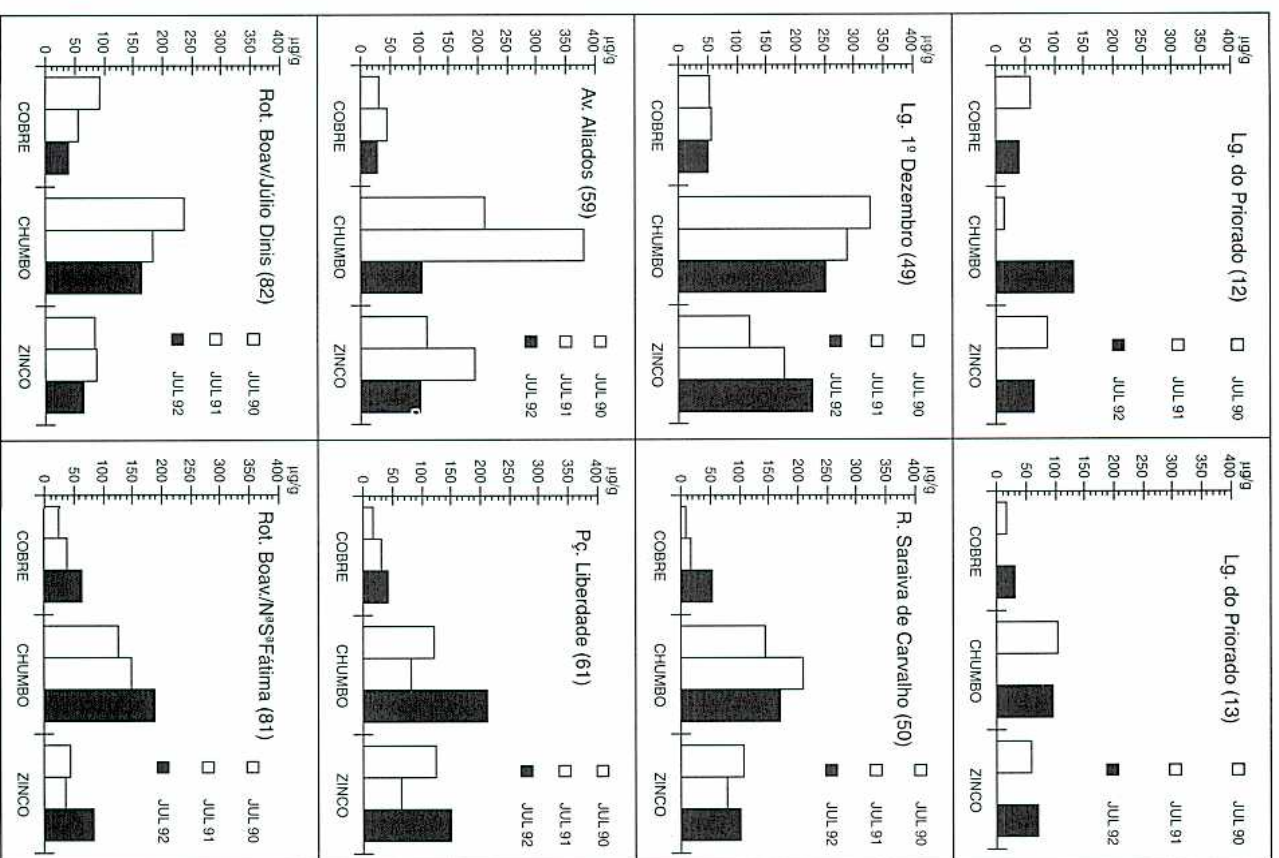 µg/g
400
350
300
250
200
150
100
50
0
Lg. do Priorado (12)
JUL 90
JUL 91
JUL 92
COBRE CHUMBO ZINCO
µg/g
400
350
300
250
200
150
100
50
0
Lg. do Priorado (13)
JUL 90
JUL 91
JUL 92
COBRE CHUMBO ZINCO
µg/g
400
350
300
250
200
150
100
50
0
Lg. 1º Dezembro (49)
JUL 90
JUL 91
JUL 92
COBRE CHUMBO ZINCO
µg/g
400
350
300
250
200
150
100
50
0
R. Saraiva de Carvalho (50)
JUL 90
JUL 91
JUL 92
COBRE CHUMBO ZINCO
µg/g
400
350
300
250
200
150
100
50
0
Av. Aliados (59)
JUL 90
JUL 91
JUL 92
COBRE CHUMBO ZINCO
µg/g
400
350
300
250
200
150
100
50
0
Pç. Liberdade (61)
JUL 90
JUL 91
JUL 92
COBRE CHUMBO ZINCO
µg/g
400
350
300
250
200
150
100
50
0
Rot. Boav/Júlio Dinis (82)
JUL 90
JUL 91
JUL 92
COBRE CHUMBO ZINCO
µg/g
400
350
300
250
200
150
100
50
0
Rot. Boav./NªSªFátima (81)
JUL 90
JUL 91
JUL 92
COBRE CHUMBO ZINCO